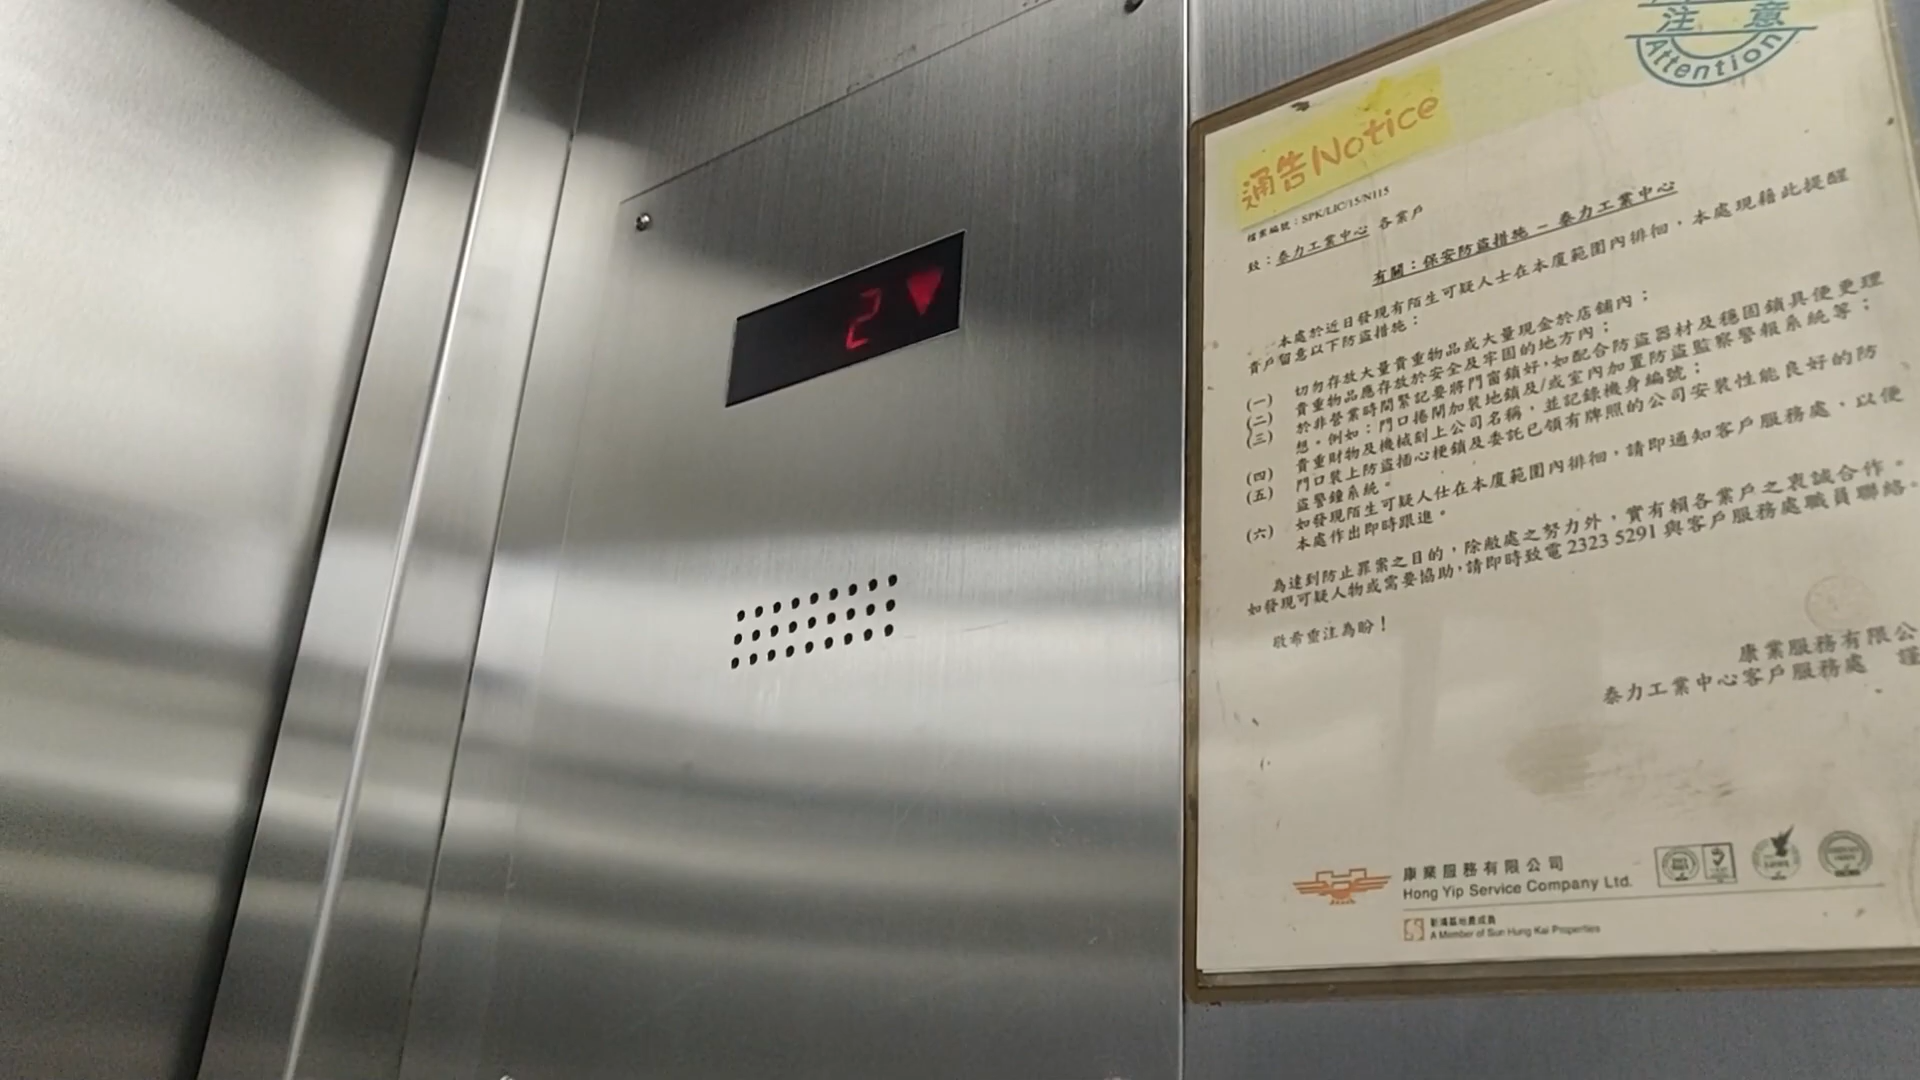 2
注 意
Attention
通告Notice
檔案編號：SPK/LIC/15/N115
致：泰力工業中心 各業戶
有關：保安防盜措施 – 泰力工業中心
本處於近日發現有陌生可疑人士在本廈範圍內徘徊，本處現藉此提醒
貴戶留意以下防盜措施：
(一) 切勿存放大量貴重物品或大量現金於店舖內；
(二) 貴重物品應存放於安全及牢固的地方內；
(三) 於非營業時間緊記要將門窗鎖好，如配合防盜器材及穩固鎖具便更理
想。例如：門口捲閘加裝地鎖及/或室內加置防盜監察警報系統等；
(四) 貴重財物及機械刻上公司名稱，並記錄機身編號；
(五) 門口裝上防盜插心梗鎖及委託已領有牌照的公司安裝性能良好的防
盜警鐘系統。
(六) 如發現陌生可疑人仕在本廈範圍內徘徊，請即通知客戶服務處，以便
本處作出即時跟進。
為達到防止罪案之目的，除敝處之努力外，實有賴各業戶之衷誠合作。
如發現可疑人物或需要協助，請即時致電 2323 5291 與客戶服務處職員聯絡。
敬希垂注為盼！
康業服務有限公
泰力工業中心客戶服務處 謹
康業服務有限公司
Hong Yip Service Company Ltd.
新鴻基地產成員
A Member of Sun Hung Kai Properties